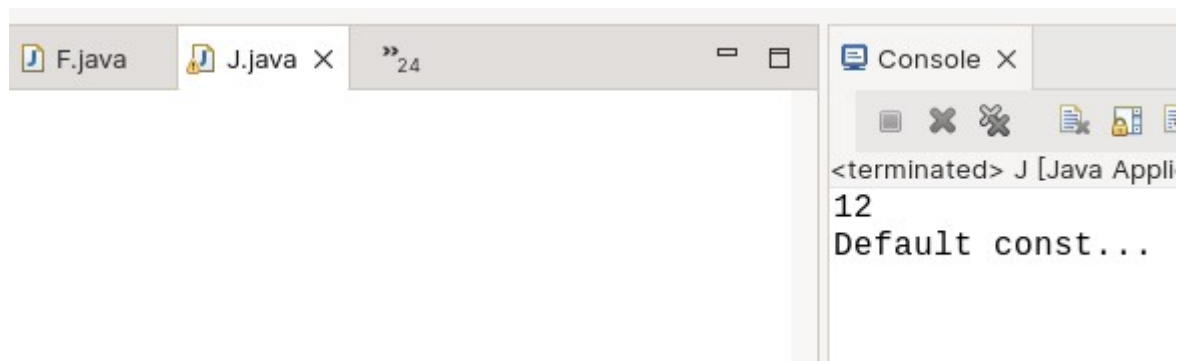 F.java
J.java
»24
Console
<terminated> J [Java Appli
12
Default const...